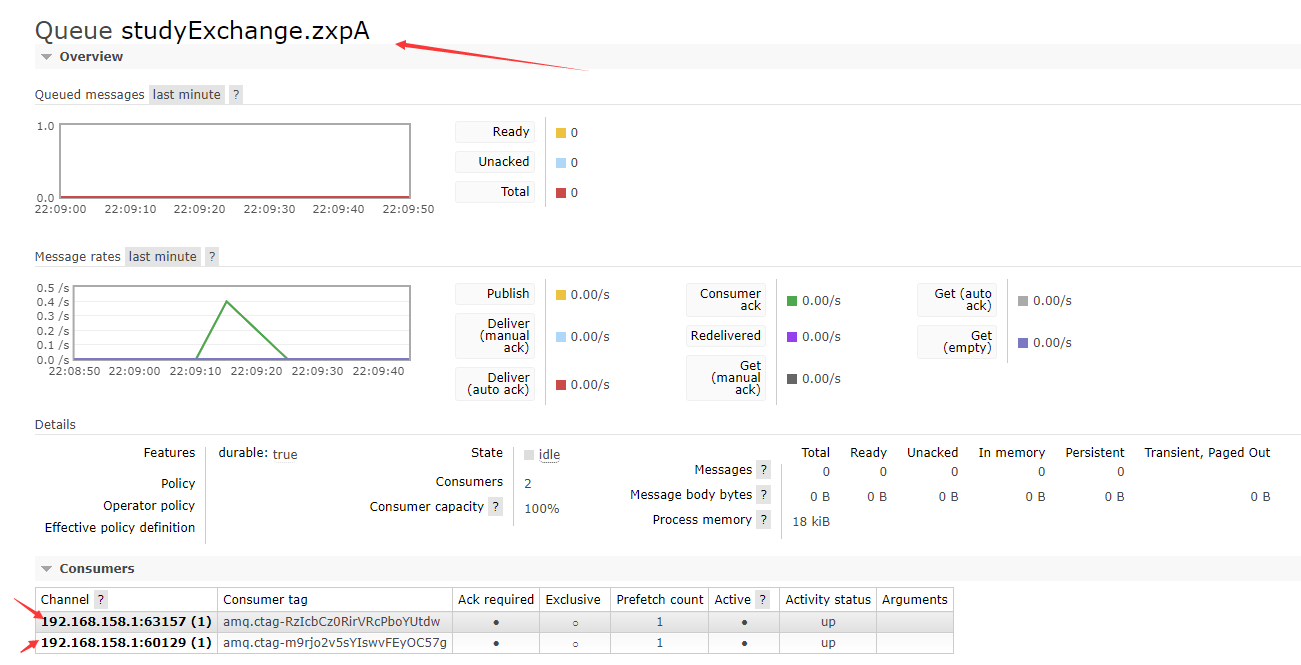 Queue studyExchange.zxpA
Overview
Queued messages last minute ?
1.0
0.0
22:09:00 22:09:10 22:09:20 22:09:30 22:09:40 22:09:50
Ready 0
Unacked 0
Total 0
Message rates last minute ?
0.5 /s
0.4 /s
0.3 /s
0.2 /s
0.1 /s
0.0 /s
22:08:50 22:09:00 22:09:10 22:09:20 22:09:30 22:09:40
Publish 0.00/s
Deliver
(manual
ack) 0.00/s
Deliver
(auto ack) 0.00/s
Consumer
ack 0.00/s
Redelivered 0.00/s
Get
(manual
ack) 0.00/s
Get (auto
ack) 0.00/s
Get
(empty) 0.00/s
Details
Features durable: true
Policy
Operator policy
Effective policy definition
State idle
Consumers 2
Consumer capacity ? 100%
Total Ready Unacked In memory Persistent Transient, Paged Out
Messages ? 0 0 0 0 0
Message body bytes ? 0 B 0 B 0 B 0 B 0 B 0 B
Process memory ? 18 kiB
Consumers
Channel ? Consumer tag Ack required Exclusive Prefetch count Active ? Activity status Arguments
192.168.158.1:63157 (1) amq.ctag-RzIcbCz0RirVRcPboYUtdw ● ○ 1 ● up
192.168.158.1:60129 (1) amq.ctag-m9rjo2v5sYIswvFEyOC57g ● ○ 1 ● up